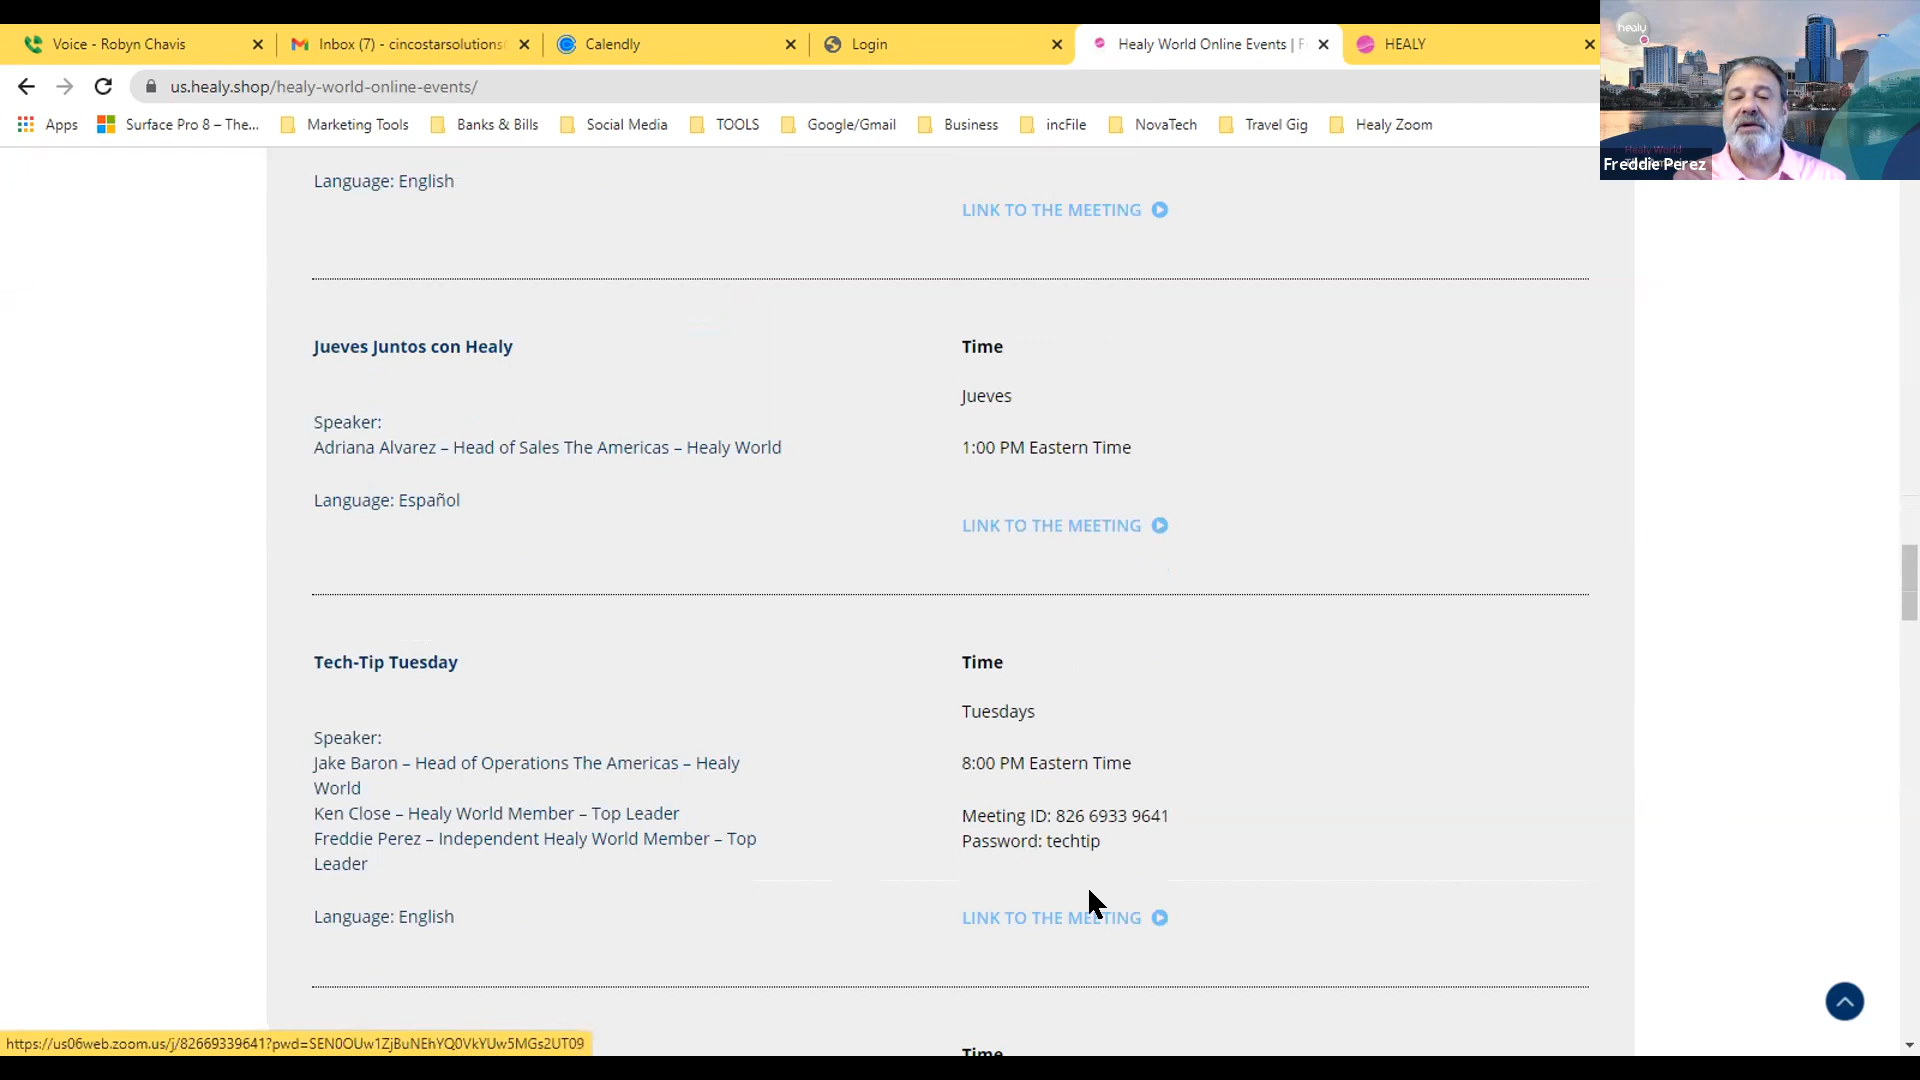 Voice - Robyn Chavis
Inbox (7) - cincostarsolutions
Calendly
Login
Healy World Online Events | F
HEALY
us.healy.shop/healy-world-online-events/
Apps
Surface Pro 8 – The...
Marketing Tools
Banks & Bills
Social Media
TOOLS
Google/Gmail
Business
incFile
NovaTech
Travel Gig
Healy Zoom
healy
Healy World
Freddie Perez
Language: English
LINK TO THE MEETING
Jueves Juntos con Healy
Time
Jueves
Speaker:
Adriana Alvarez – Head of Sales The Americas – Healy World
1:00 PM Eastern Time
Language: Español
LINK TO THE MEETING
Tech-Tip Tuesday
Time
Tuesdays
Speaker:
Jake Baron – Head of Operations The Americas – Healy
World
8:00 PM Eastern Time
Ken Close – Healy World Member – Top Leader
Meeting ID: 826 6933 9641
Freddie Perez – Independent Healy World Member – Top
Leader
Password: techtip
Language: English
LINK TO THE MEETING
Time
https://us06web.zoom.us/j/82669339641?pwd=SEN0OUw1ZjBuNEhYQ0VkYUw5MGs2UT09